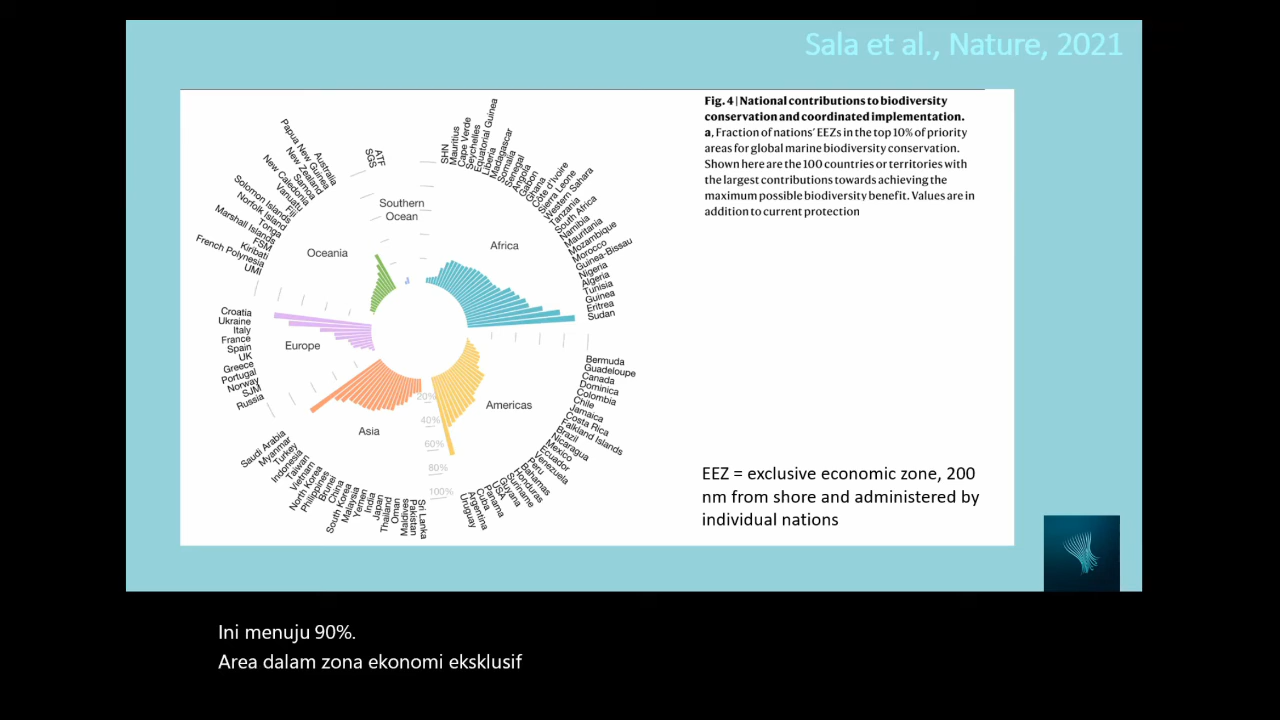 Sala et al., Nature, 2021
Fig. 4 | National contributions to biodiversity
conservation and coordinated implementation.
a, Fraction of nations' EEZs in the top 10% of priority
areas for global marine biodiversity conservation.
Shown here are the 100 countries or territories with
the largest contributions towards achieving the
maximum possible biodiversity benefit. Values are in
addition to current protection
Southern
Ocean
ATF
SGS
Africa
SHN
Mauritius
Cape Verde
Seychelles
Equatorial Guinea
Liberia
Madagascar
Somalia
Senegal
Angola
Gabon
Ghana
Côte d'Ivoire
Sierra Leone
Western Sahara
Tanzania
South Africa
Namibia
Mauritania
Mozambique
Morocco
Guinea-Bissau
Nigeria
Algeria
Tunisia
Guinea
Eritrea
Sudan
Americas
Bermuda
Guadeloupe
Canada
Dominica
Colombia
Chile
Jamaica
Costa Rica
Falkland Islands
Brazil
Nicaragua
Mexico
Ecuador
Venezuela
Peru
Bahamas
Honduras
Suriname
Guyana
USA
Panama
Cuba
Argentina
Uruguay
20%
40%
60%
80%
100%
Asia
Sri Lanka
Pakistan
Maldives
Oman
Thailand
Japan
India
Yemen
Malaysia
South Korea
China
Brunei
Philippines
North Korea
Vietnam
Taiwan
Indonesia
Turkey
Myanmar
Saudi Arabia
Europe
Russia
SJM
Norway
Portugal
Greece
UK
Spain
France
Italy
Ukraine
Croatia
Oceania
UMI
French Polynesia
Kiribati
FSM
Marshall Islands
Tonga
Norfolk Island
Solomon Islands
Fiji
Vanuatu
New Caledonia
Samoa
New Zealand
Papua New Guinea
Australia
EEZ = exclusive economic zone, 200
nm from shore and administered by
individual nations
Ini menuju 90%.
Area dalam zona ekonomi eksklusif